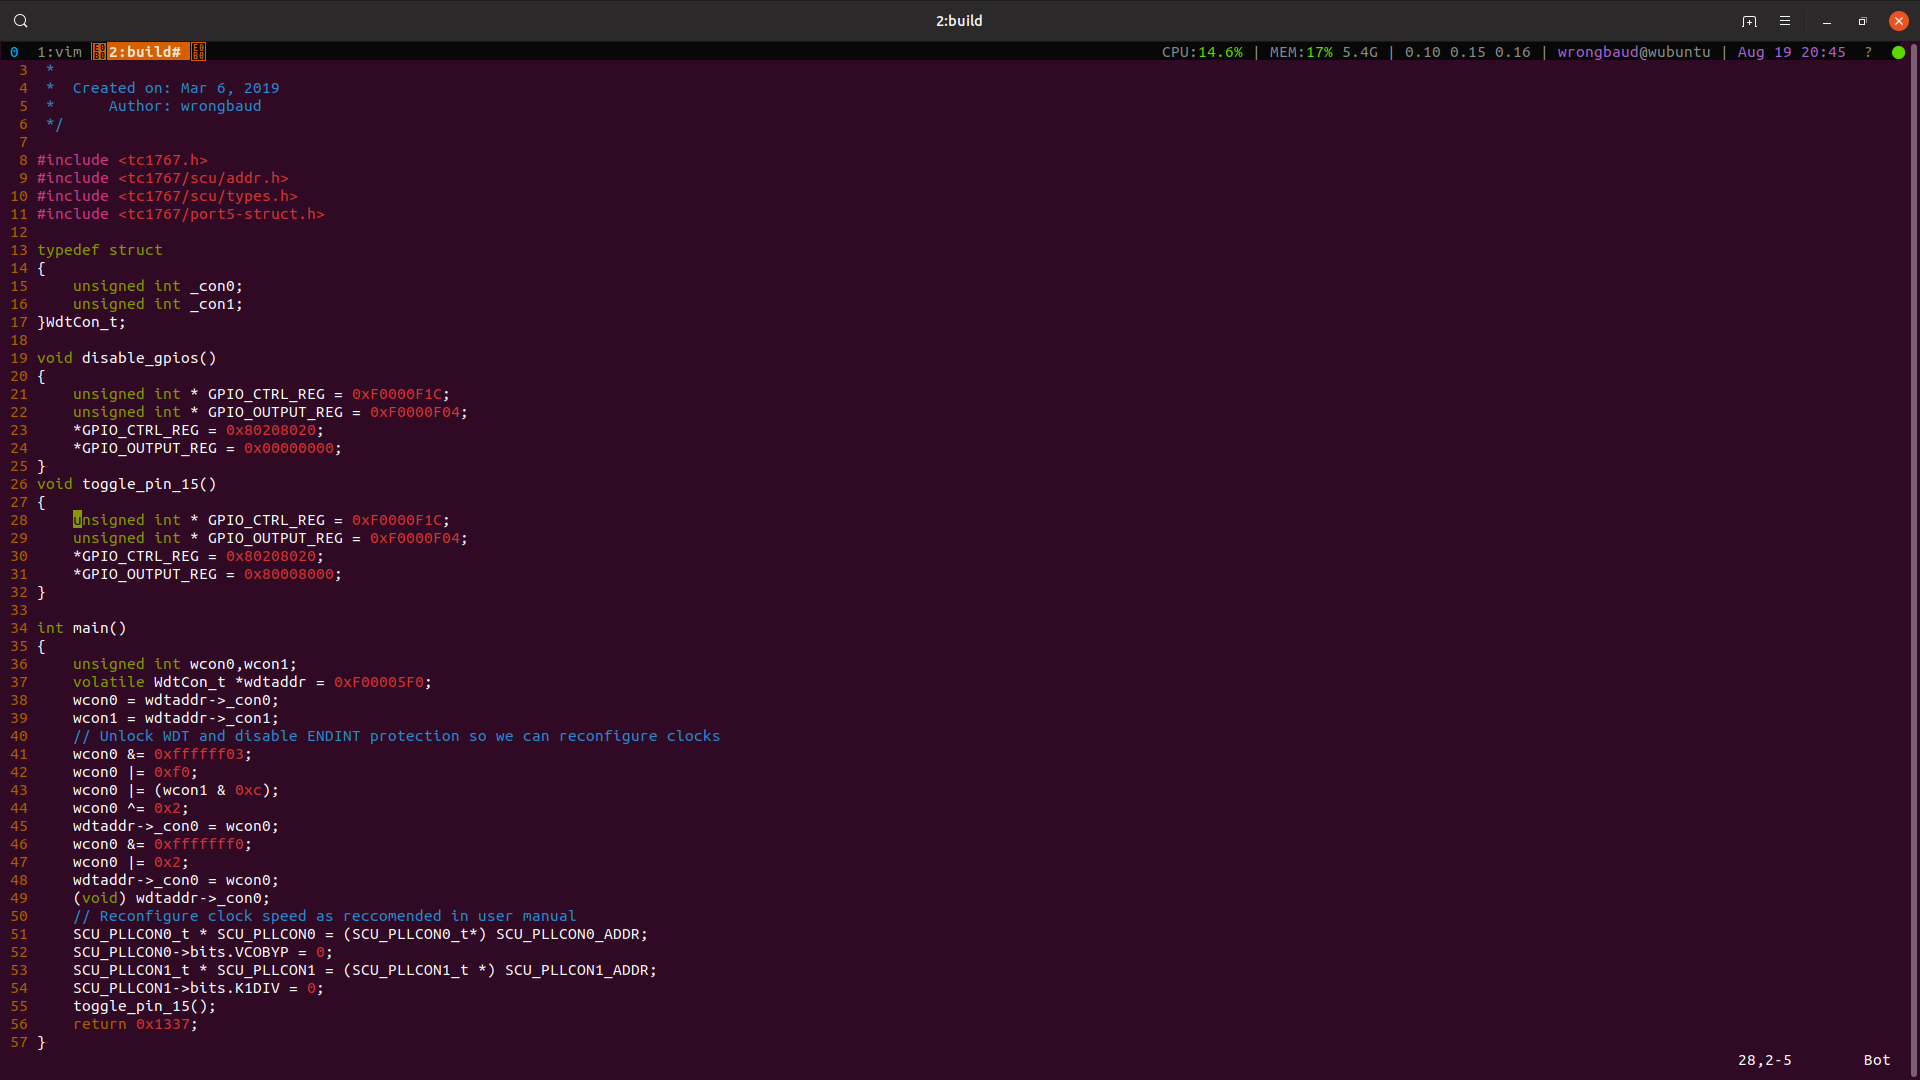 2:build
0 1:vim 2:build# CPU:14.6% | MEM:17% 5.4G | 0.10 0.15 0.16 | wrongbaud@wubuntu | Aug 19 20:45 ?
3 *
4 * Created on: Mar 6, 2019
5 * Author: wrongbaud
6 */
7
8 #include <tc1767.h>
9 #include <tc1767/scu/addr.h>
10 #include <tc1767/scu/types.h>
11 #include <tc1767/port5-struct.h>
12
13 typedef struct
14 {
15     unsigned int _con0;
16     unsigned int _con1;
17 }WdtCon_t;
18
19 void disable_gpios()
20 {
21     unsigned int * GPIO_CTRL_REG = 0xF0000F1C;
22     unsigned int * GPIO_OUTPUT_REG = 0xF0000F04;
23     *GPIO_CTRL_REG = 0x80208020;
24     *GPIO_OUTPUT_REG = 0x00000000;
25 }
26 void toggle_pin_15()
27 {
28     unsigned int * GPIO_CTRL_REG = 0xF0000F1C;
29     unsigned int * GPIO_OUTPUT_REG = 0xF0000F04;
30     *GPIO_CTRL_REG = 0x80208020;
31     *GPIO_OUTPUT_REG = 0x80008000;
32 }
33
34 int main()
35 {
36     unsigned int wcon0,wcon1;
37     volatile WdtCon_t *wdtaddr = 0xF00005F0;
38     wcon0 = wdtaddr->_con0;
39     wcon1 = wdtaddr->_con1;
40     // Unlock WDT and disable ENDINT protection so we can reconfigure clocks
41     wcon0 &= 0xffffff03;
42     wcon0 |= 0xf0;
43     wcon0 |= (wcon1 & 0xc);
44     wcon0 ^= 0x2;
45     wdtaddr->_con0 = wcon0;
46     wcon0 &= 0xfffffff0;
47     wcon0 |= 0x2;
48     wdtaddr->_con0 = wcon0;
49     (void) wdtaddr->_con0;
50     // Reconfigure clock speed as reccomended in user manual
51     SCU_PLLCON0_t * SCU_PLLCON0 = (SCU_PLLCON0_t*) SCU_PLLCON0_ADDR;
52     SCU_PLLCON0->bits.VCOBYP = 0;
53     SCU_PLLCON1_t * SCU_PLLCON1 = (SCU_PLLCON1_t *) SCU_PLLCON1_ADDR;
54     SCU_PLLCON1->bits.K1DIV = 0;
55     toggle_pin_15();
56     return 0x1337;
57 }
28,2-5 Bot